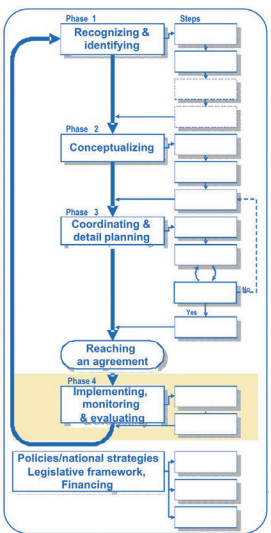 Phase 1
Steps
Recognizing &
identifying
Phase 2
Conceptualizing
Phase 3
Coordinating &
detail planning
No
Yes
Reaching
an agreement
Phase 4
Implementing,
monitoring
& evaluating
Policies/national strategies
Legislative framework,
Financing